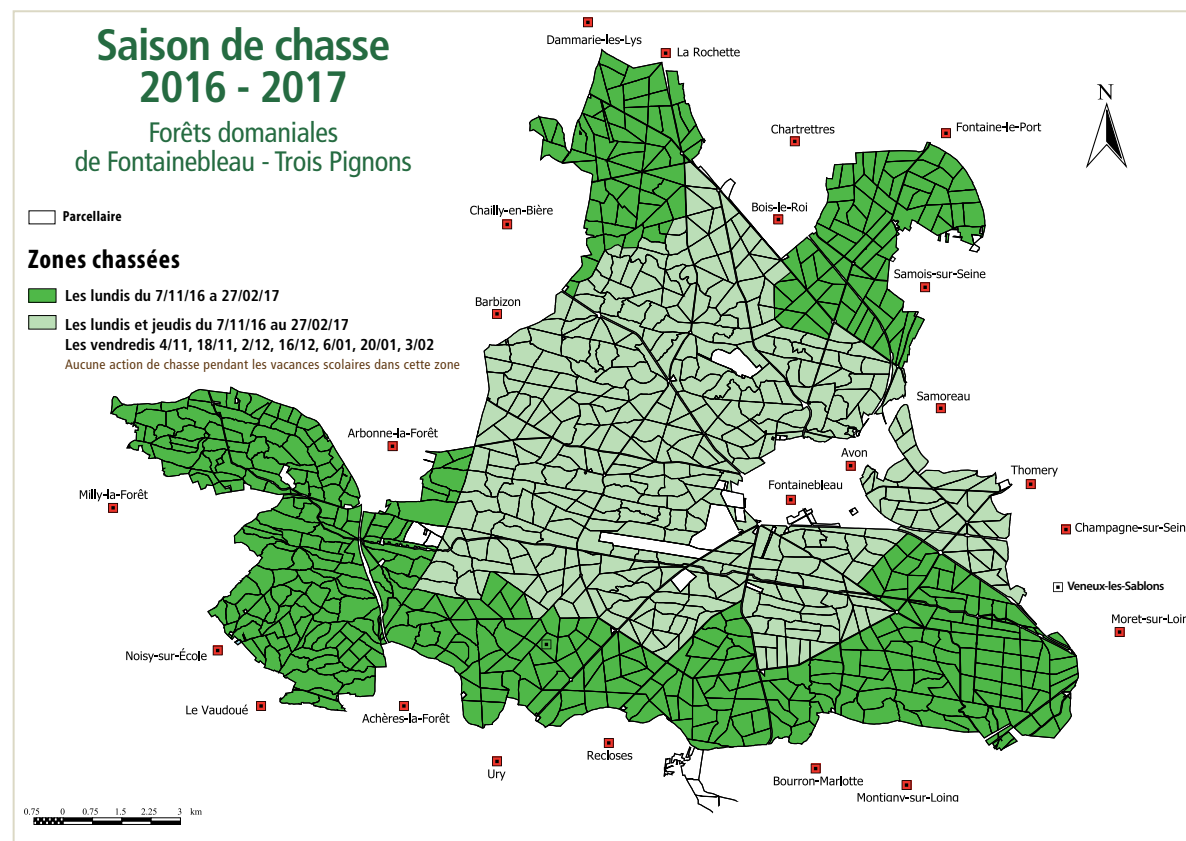 Saison de chasse
2016 - 2017
Forêts domaniales
de Fontainebleau - Trois Pignons
Parcellaire
Zones chassées
Les lundis du 7/11/16 a 27/02/17
Les lundis et jeudis du 7/11/16 au 27/02/17
Les vendredis 4/11, 18/11, 2/12, 16/12, 6/01, 20/01, 3/02
Aucune action de chasse pendant les vacances scolaires dans cette zone
Dammarie-les-Lys
La Rochette
N
Chartrettres
Fontaine-le-Port
Chailly-en-Bière
Bois-le-Roi
Samois-sur-Seine
Barbizon
Samoreau
Arbonne-la-Forêt
Avon
Thomery
Milly-la-Forêt
Fontainebleau
Champagne-sur-Sein
Veneux-les-Sablons
Moret-sur-Loir
Noisy-sur-École
Le Vaudoué
Achères-la-Forêt
Recloses
Ury
Bourron-Marlotte
Montigny-sur-Loing
0.75 0 0.75 1.5 2.25 3 km